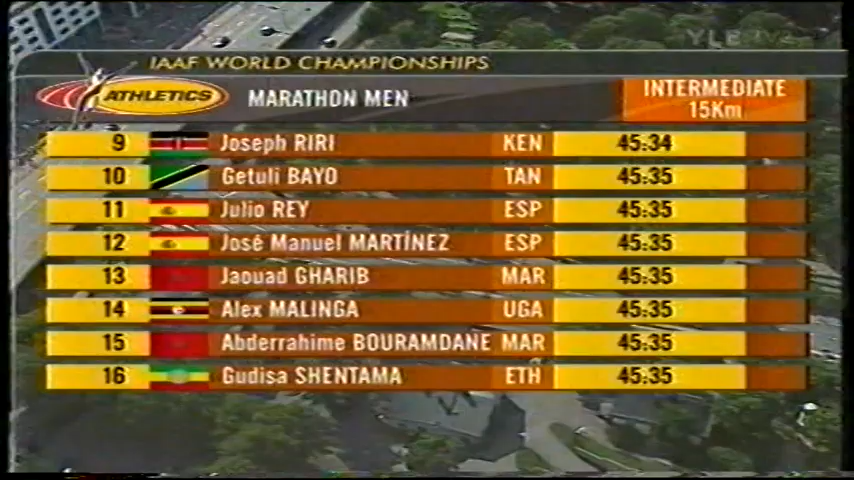 YLE TV2
IAAF WORLD CHAMPIONSHIPS
ATHLETICS
MARATHON MEN
INTERMEDIATE
15Km
9 Joseph RIRI KEN 45:34
10 Getuli BAYO TAN 45:35
11 Julio REY ESP 45:35
12 José Manuel MARTÍNEZ ESP 45:35
13 Jaouad GHARIB MAR 45:35
14 Alex MALINGA UGA 45:35
15 Abderrahime BOURAMDANE MAR 45:35
16 Gudisa SHENTAMA ETH 45:35